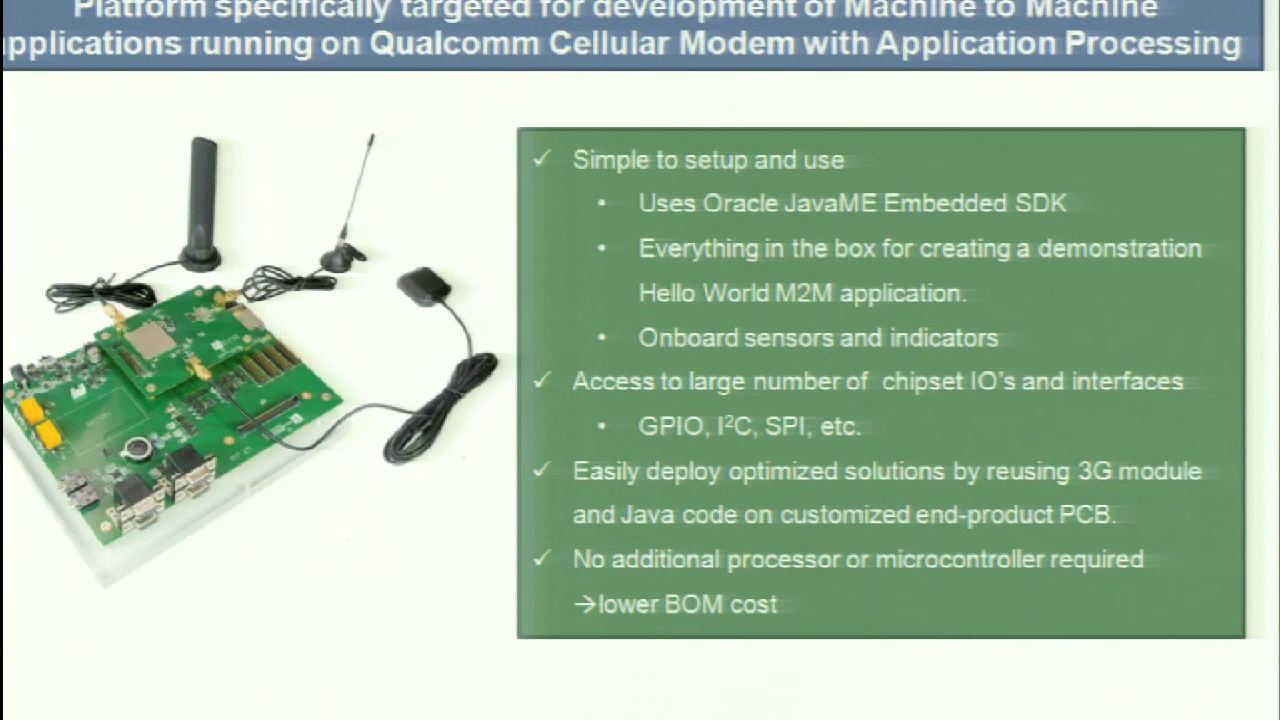 Platform specifically targeted for development of Machine to Machine
applications running on Qualcomm Cellular Modem with Application Processing
✓ Simple to setup and use
• Uses Oracle JavaME Embedded SDK
• Everything in the box for creating a demonstration
Hello World M2M application.
• Onboard sensors and indicators
✓ Access to large number of chipset IO's and interfaces
• GPIO, I²C, SPI, etc.
✓ Easily deploy optimized solutions by reusing 3G module
and Java code on customized end-product PCB.
✓ No additional processor or microcontroller required
→lower BOM cost